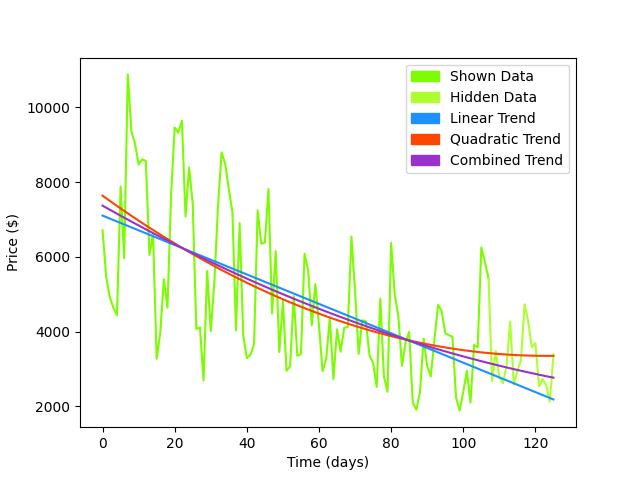 Shown Data
Hidden Data
Linear Trend
Quadratic Trend
Combined Trend
Price ($)
10000
8000
6000
4000
2000
0 20 40 60 80 100 120
Time (days)